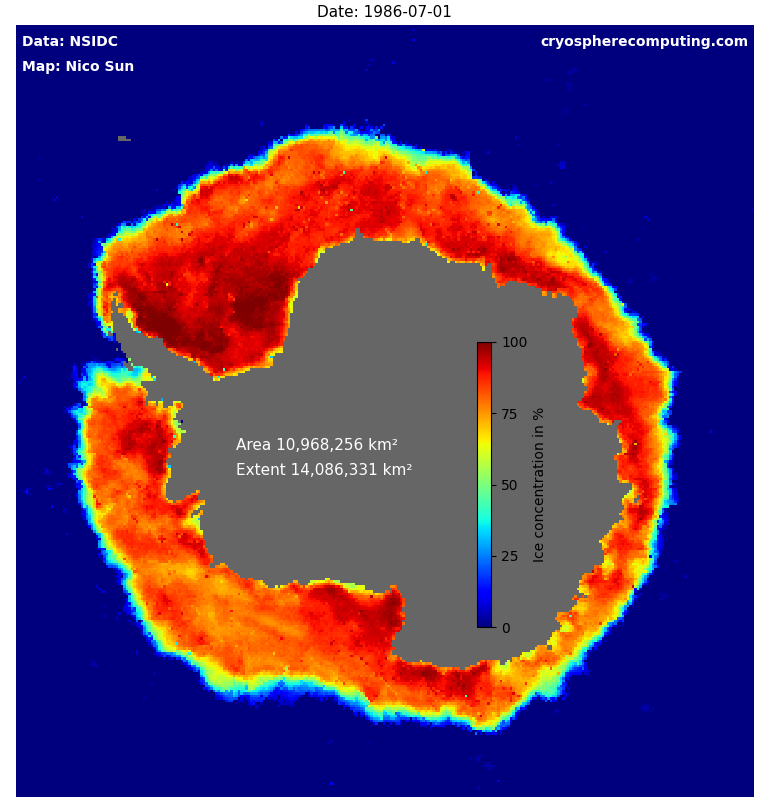 Date: 1986-07-01
Data: NSIDC
cryospherecomputing.com
Map: Nico Sun
100
75
50
25
0
Ice concentration in %
Area 10,968,256 km²
Extent 14,086,331 km²